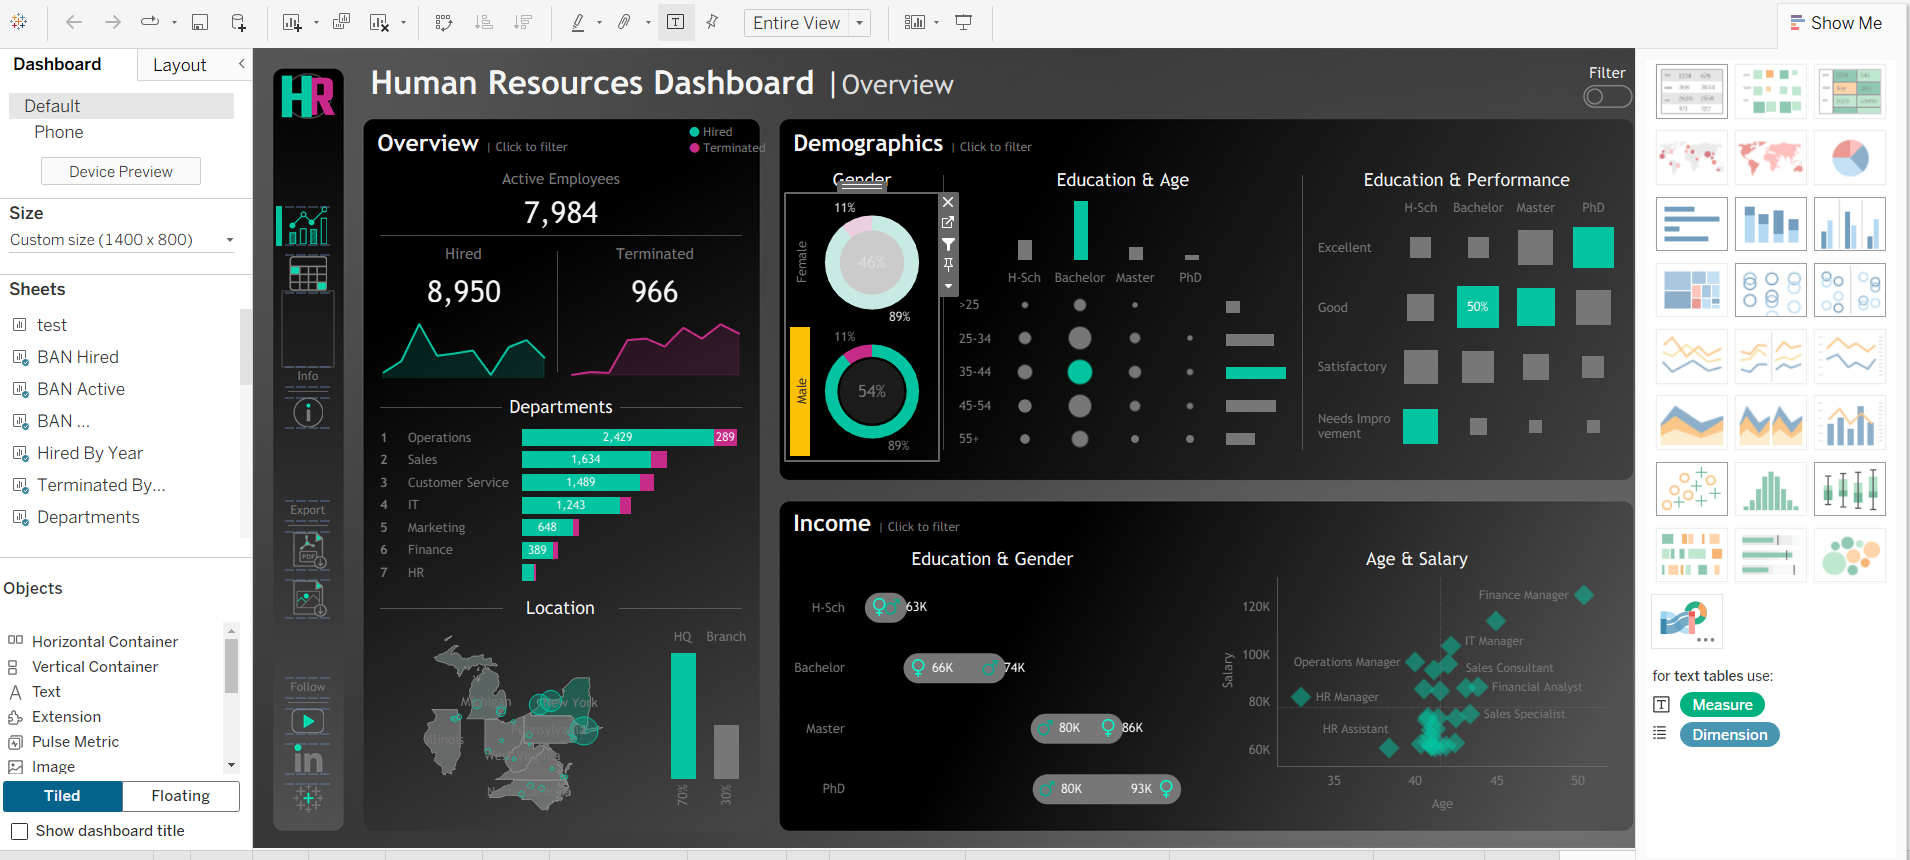 Entire View
Show Me
Dashboard
Layout
Default
Phone
Device Preview
Size
Custom size (1400 x 800)
Sheets
test
BAN Hired
BAN Active
BAN ...
Hired By Year
Terminated By...
Departments
Objects
Horizontal Container
Vertical Container
Text
Extension
Pulse Metric
Image
Tiled
Floating
Show dashboard title
HR
Info
Export
PDF
Follow
in
Human Resources Dashboard | Overview
Filter
Overview | Click to filter
Hired
Terminated
Active Employees
7,984
Hired
Terminated
8,950
966
Departments
1 Operations 2,429 289
2 Sales 1,634
3 Customer Service 1,489
4 IT 1,243
5 Marketing 648
6 Finance 389
7 HR
Location
HQ Branch
Michigan
New York
Illinois
Pennsylvania
70% 30%
Demographics | Click to filter
Gender
11%
Female
46%
89%
11%
Male
54%
89%
Education & Age
H-Sch Bachelor Master PhD
>25
25-34
35-44
45-54
55+
Education & Performance
H-Sch Bachelor Master PhD
Excellent
Good 50%
Satisfactory
Needs Impro
vement
Income | Click to filter
Education & Gender
H-Sch 63K
Bachelor 66K 74K
Master 80K 86K
PhD 80K 93K
Age & Salary
120K
100K
80K
60K
Salary
Finance Manager
IT Manager
Operations Manager
Sales Consultant
Financial Analyst
HR Manager
Sales Specialist
HR Assistant
35 40 45 50
Age
for text tables use:
Measure
Dimension